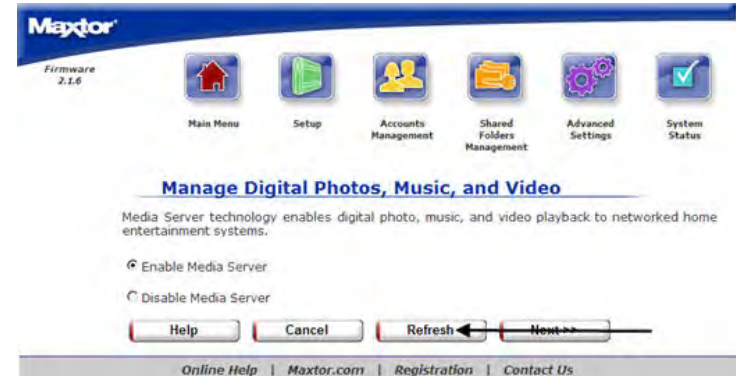 Maxtor
Firmware
2.1.6
Main Menu
Setup
Accounts
Management
Shared
Folders
Management
Advanced
Settings
System
Status
Manage Digital Photos, Music, and Video
Media Server technology enables digital photo, music, and video playback to networked home
entertainment systems.
Enable Media Server
Disable Media Server
Help Cancel Refresh Next >>
Online Help | Maxtor.com | Registration | Contact Us